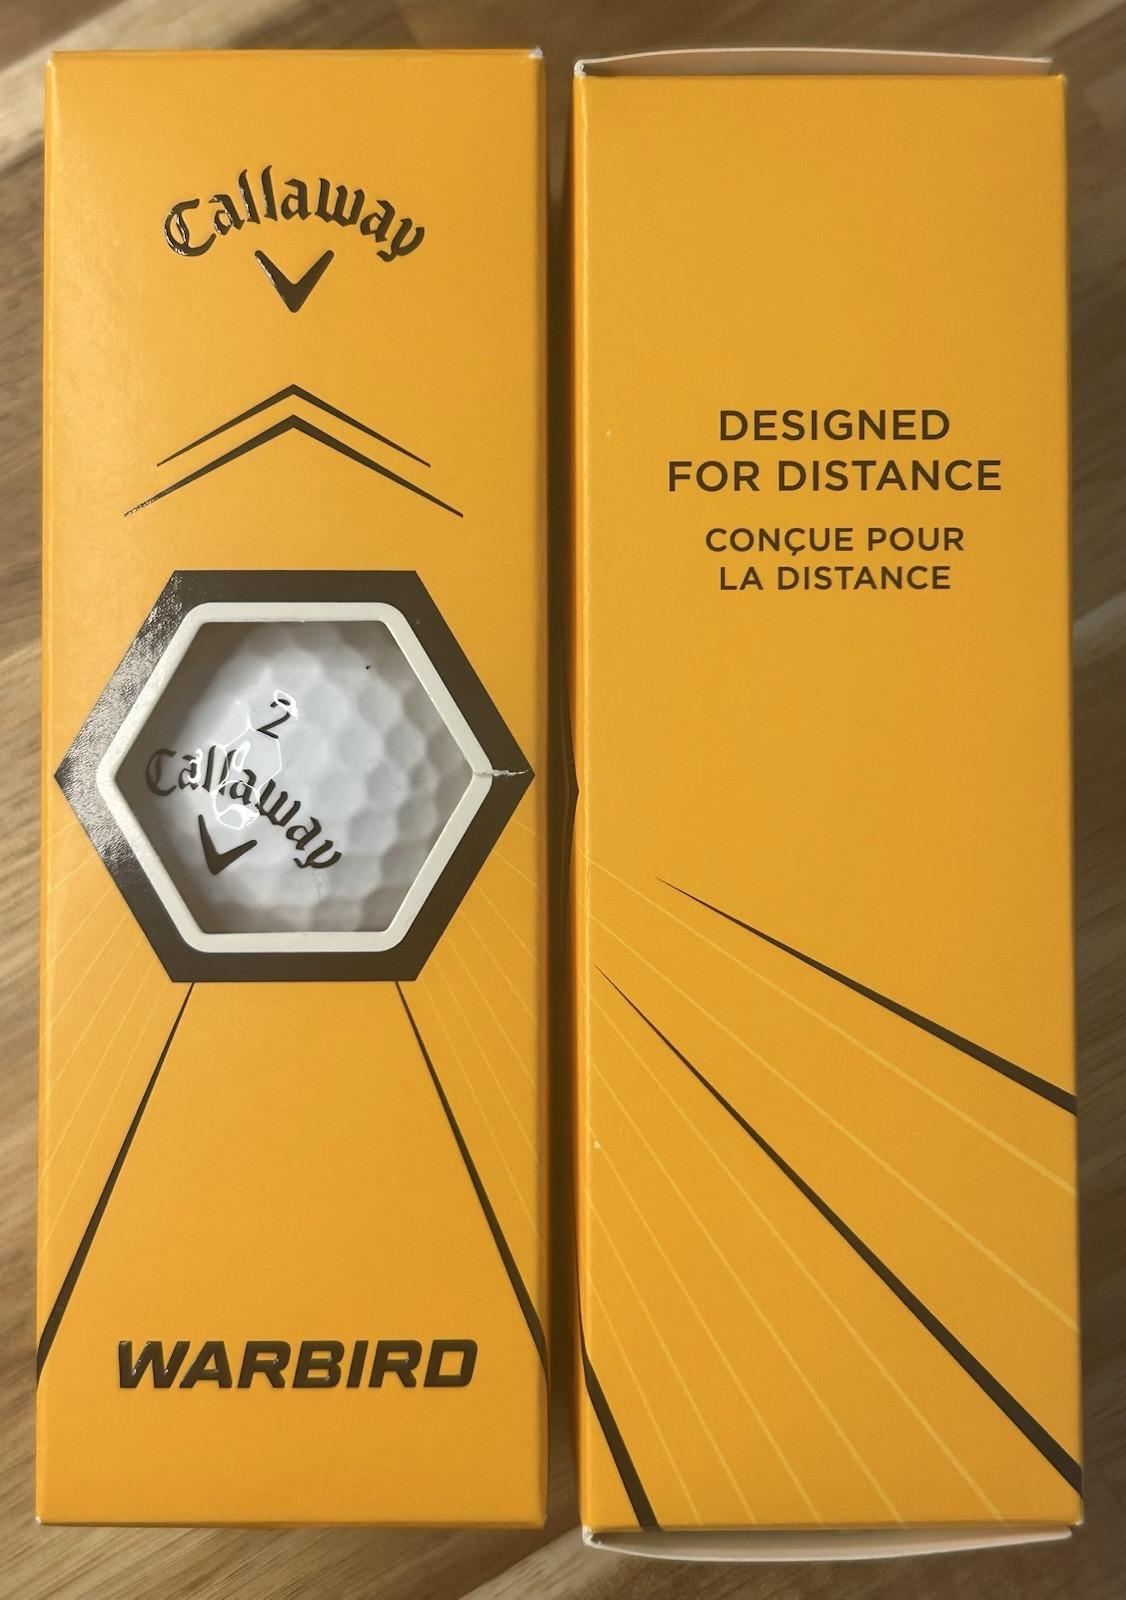 Callaway
2
Callaway
WARBIRD
DESIGNED
FOR DISTANCE
CONÇUE POUR
LA DISTANCE